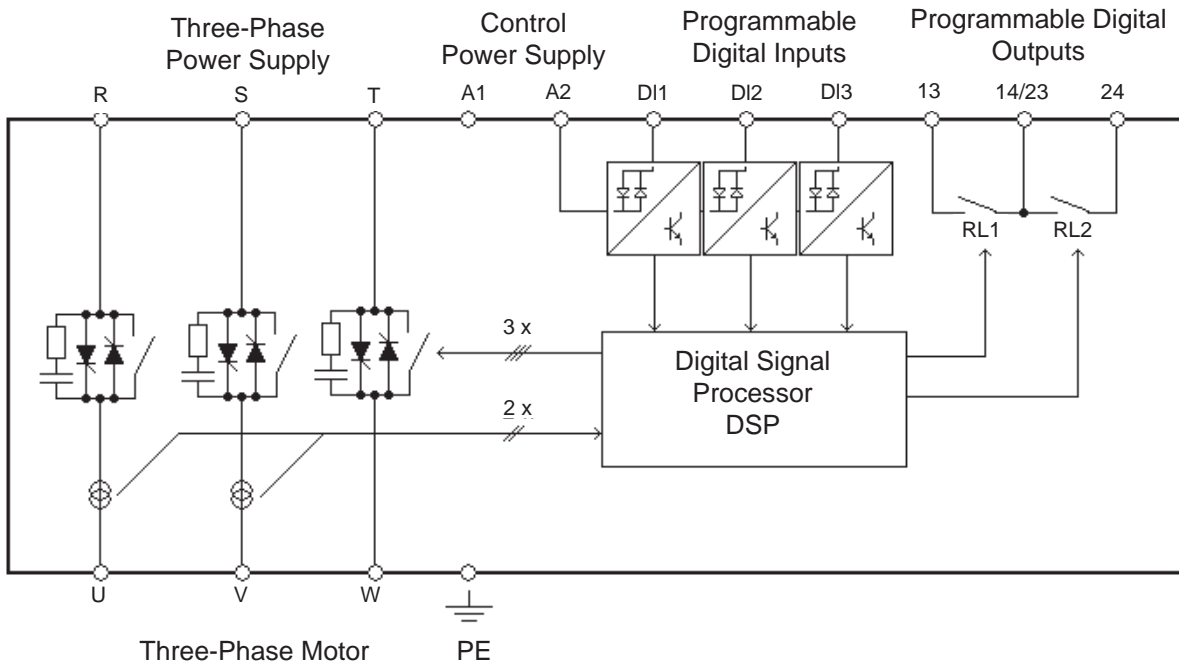 Three-Phase
Power Supply
Control
Power Supply
Programmable
Digital Inputs
Programmable Digital
Outputs
R
S
T
A1
A2
DI1
DI2
DI3
13
14/23
24
RL1
RL2
3 x
2 x
Digital Signal
Processor
DSP
U
V
W
Three-Phase Motor
PE